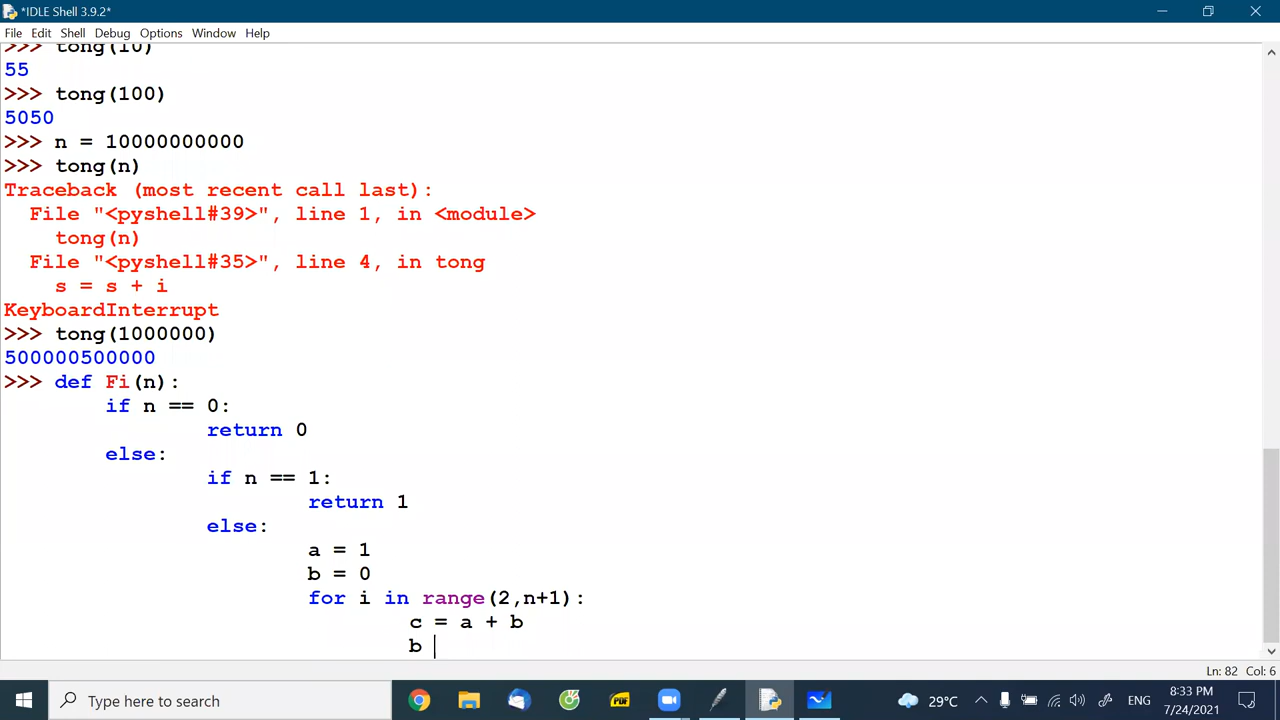 *IDLE Shell 3.9.2*
File Edit Shell Debug Options Window Help
>>> tong(10)
55
>>> tong(100)
5050
>>> n = 10000000000
>>> tong(n)
Traceback (most recent call last):
  File "<pyshell#39>", line 1, in <module>
    tong(n)
  File "<pyshell#35>", line 4, in tong
    s = s + i
KeyboardInterrupt
>>> tong(1000000)
500000500000
>>> def Fi(n):
        if n == 0:
                return 0
        else:
                if n == 1:
                        return 1
                else:
                        a = 1
                        b = 0
                        for i in range(2,n+1):
                                c = a + b
                                b
Ln: 82 Col: 6
Type here to search
PDF
29°C
ENG
8:33 PM
7/24/2021